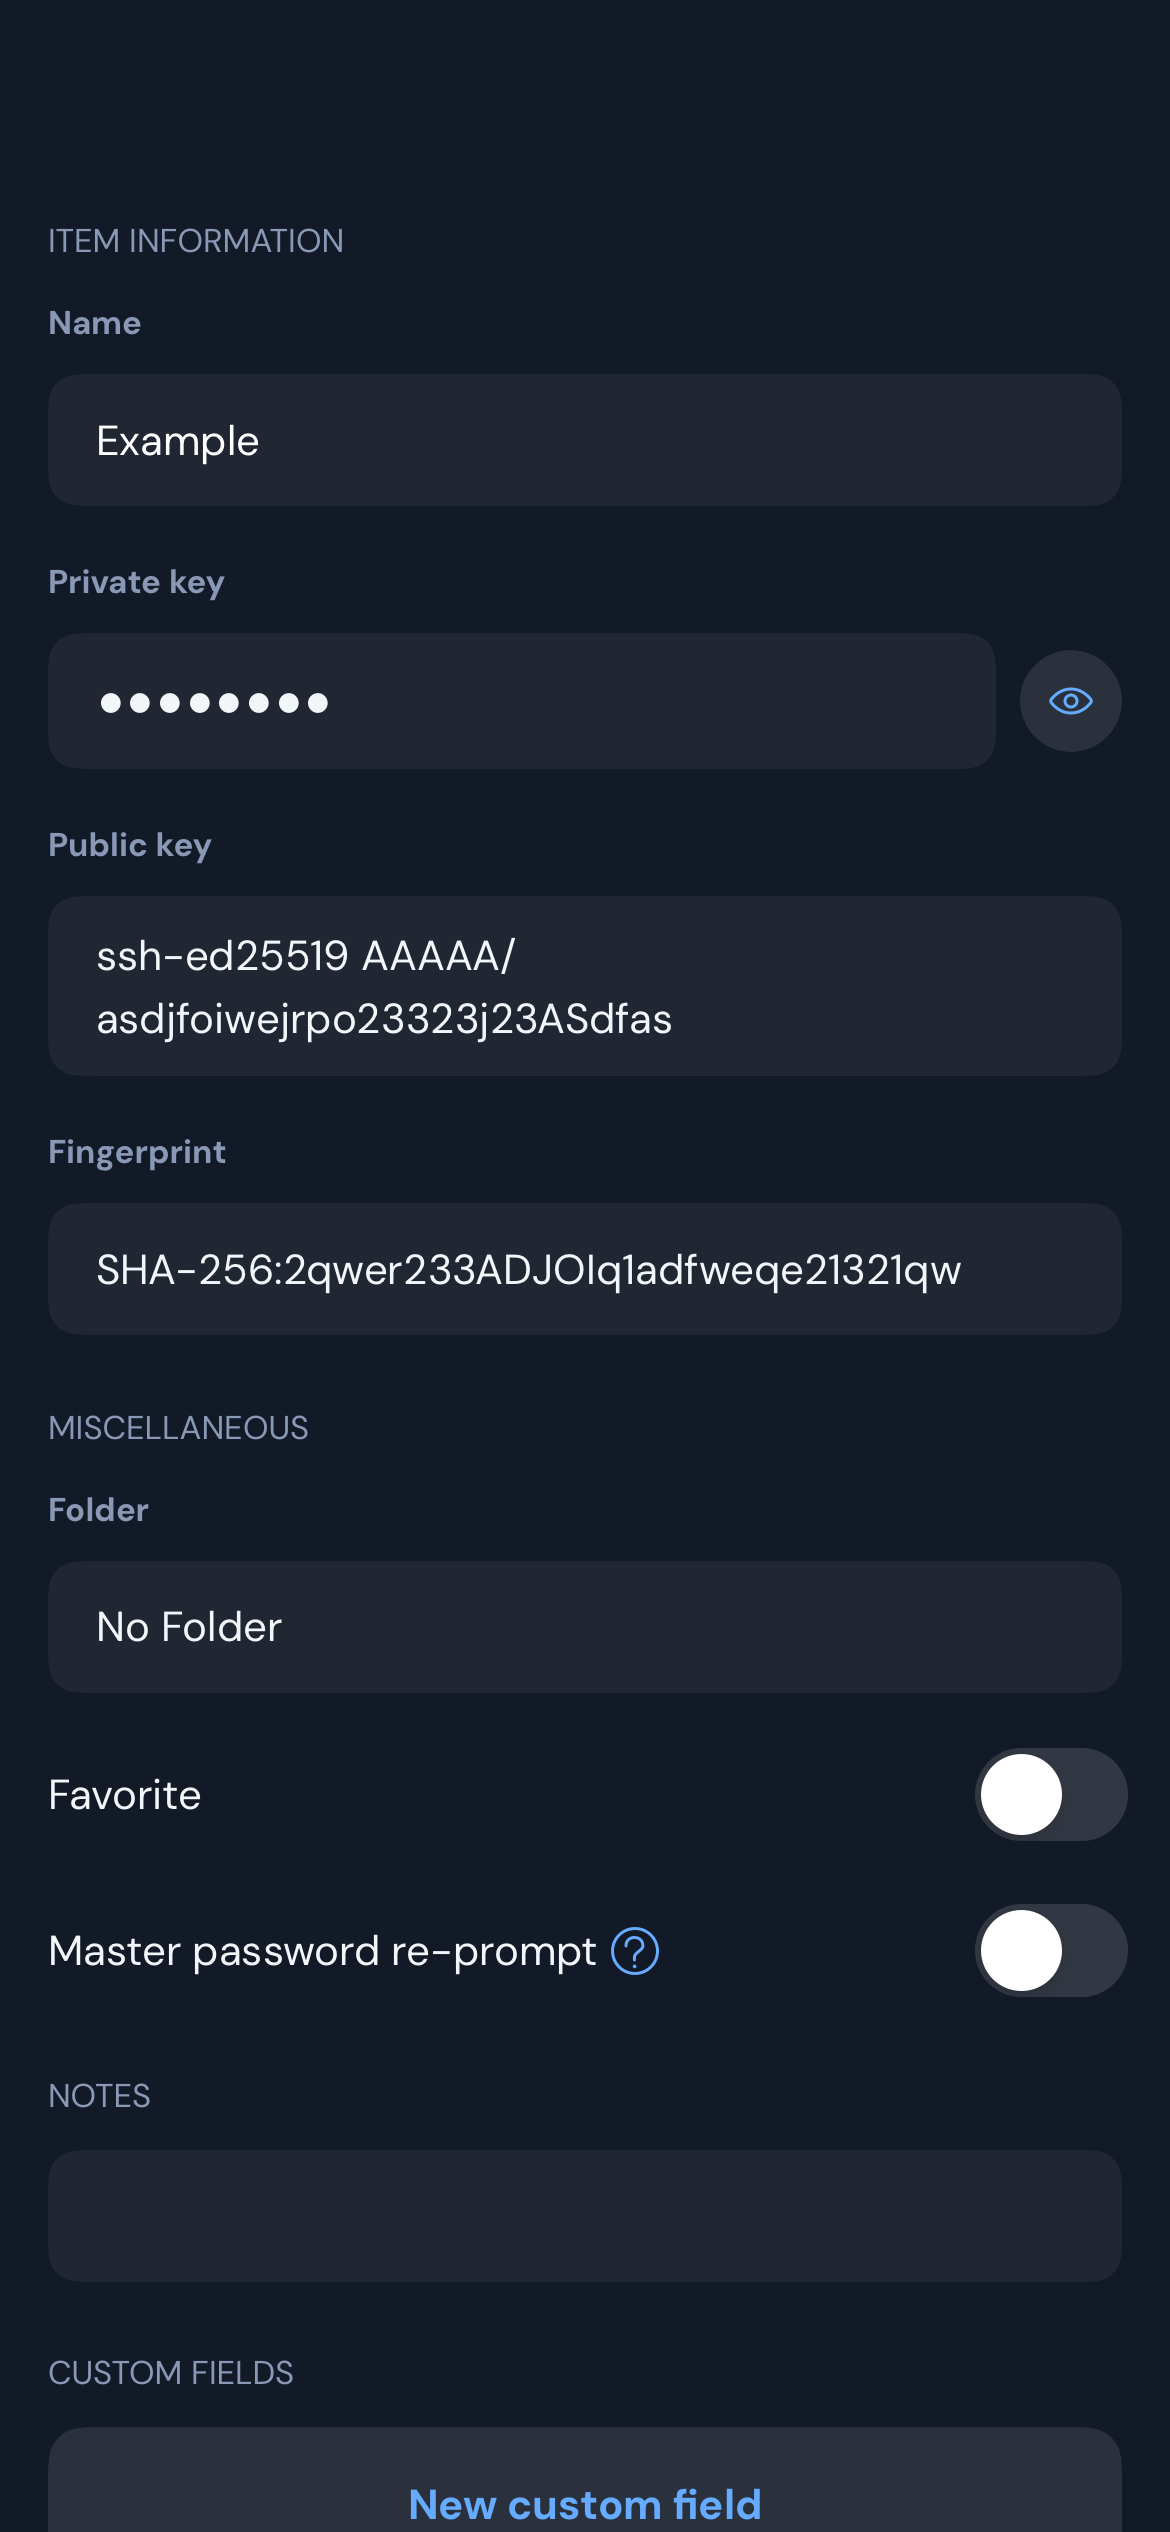 ITEM INFORMATION
Name
Example
Private key
●●●●●●●●
Public key
ssh-ed25519 AAAAA/
asdjfoiwejrpo23323j23ASdfas
Fingerprint
SHA-256:2qwer233ADJOIq1adfweqe21321qw
MISCELLANEOUS
Folder
No Folder
Favorite
Master password re-prompt ?
NOTES
CUSTOM FIELDS
New custom field